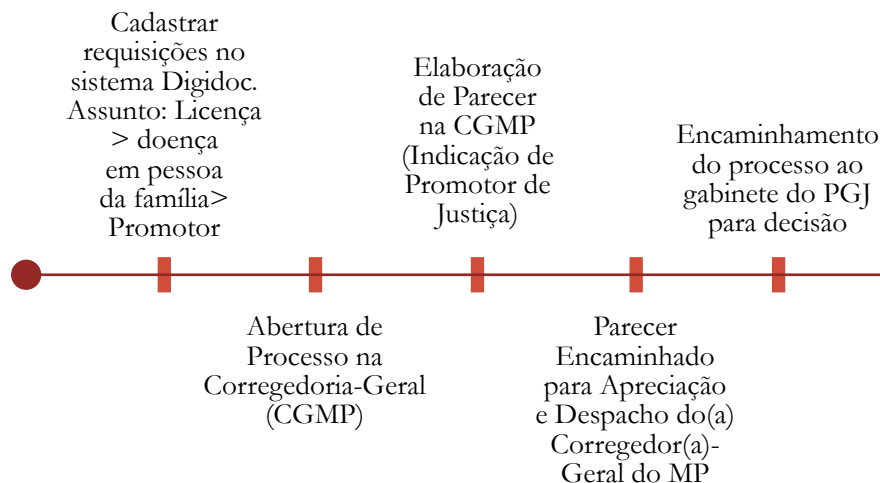 Cadastrar
requisições no
sistema Digidoc.
Assunto: Licença
> doença
em pessoa
da família>
Promotor
Abertura de
Processo na
Corregedoria-Geral
(CGMP)
Elaboração
de Parecer
na CGMP
(Indicação de
Promotor de
Justiça)
Parecer
Encaminhado
para Apreciação
e Despacho do(a)
Corregedor(a)-
Geral do MP
Encaminhamento
do processo ao
gabinete do PGJ
para decisão